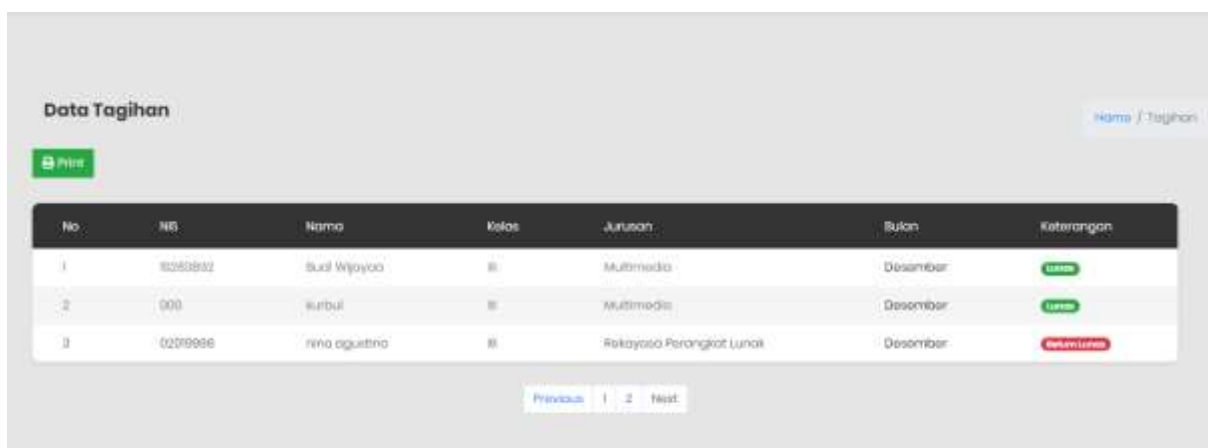 Data Tagihan
Home / Tagihan
Print
No NIS Nama Kelas Jurusan Bulan Keterangan
1 Budi Wijayaa III Multimedia Desember Lunas
2 000 kurbul III Multimedia Desember Lunas
3 nina agustina III Rekayasa Perangkat Lunak Desember Belum Lunas
Previous 1 2 Next